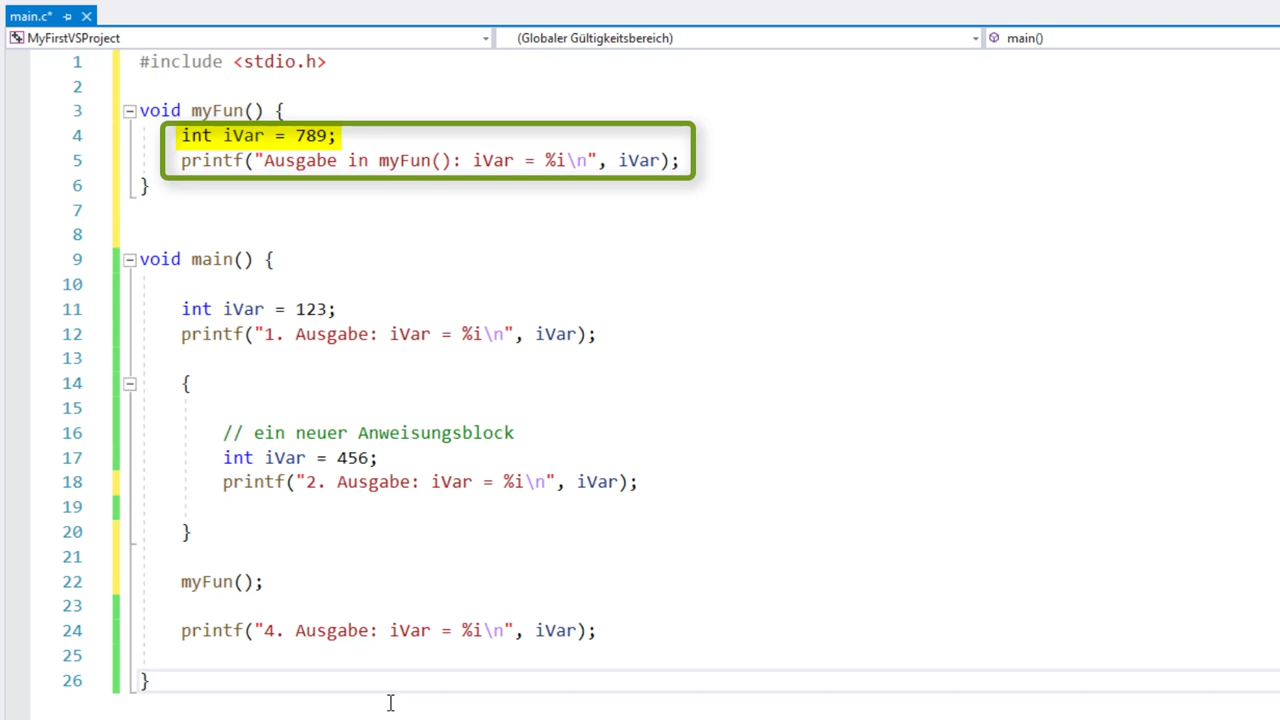 main.c*
MyFirstVSProject (Globaler Gültigkeitsbereich) main()
1 #include <stdio.h>
2
3 void myFun() {
4 int iVar = 789;
5 printf("Ausgabe in myFun(): iVar = %i\n", iVar);
6 }
7
8
9 void main() {
10
11 int iVar = 123;
12 printf("1. Ausgabe: iVar = %i\n", iVar);
13
14 {
15
16 // ein neuer Anweisungsblock
17 int iVar = 456;
18 printf("2. Ausgabe: iVar = %i\n", iVar);
19
20 }
21
22 myFun();
23
24 printf("4. Ausgabe: iVar = %i\n", iVar);
25
26 }